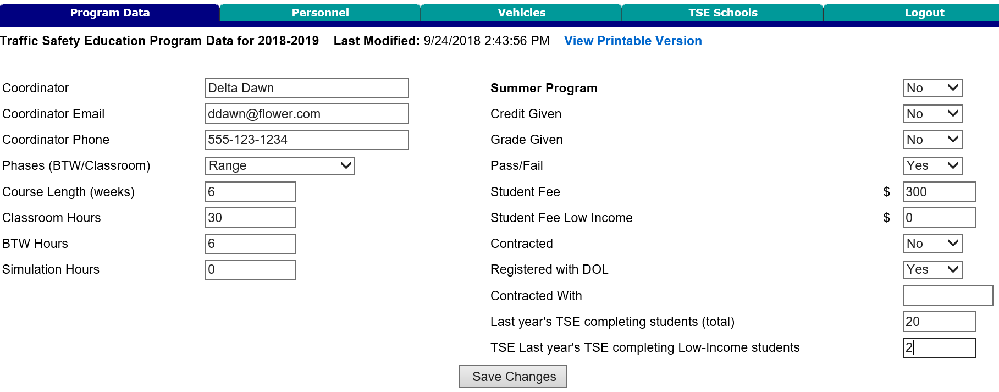 Program Data Personnel Vehicles TSE Schools Logout
Traffic Safety Education Program Data for 2018-2019 Last Modified: 9/24/2018 2:43:56 PM View Printable Version
Coordinator Delta Dawn Summer Program No
Coordinator Email ddawn@flower.com Credit Given No
Coordinator Phone 555-123-1234 Grade Given No
Phases (BTW/Classroom) Range Pass/Fail Yes
Course Length (weeks) 6 Student Fee $ 300
Classroom Hours 30 Student Fee Low Income $ 0
BTW Hours 6 Contracted No
Simulation Hours 0 Registered with DOL Yes
Contracted With
Last year's TSE completing students (total) 20
TSE Last year's TSE completing Low-Income students 2
Save Changes